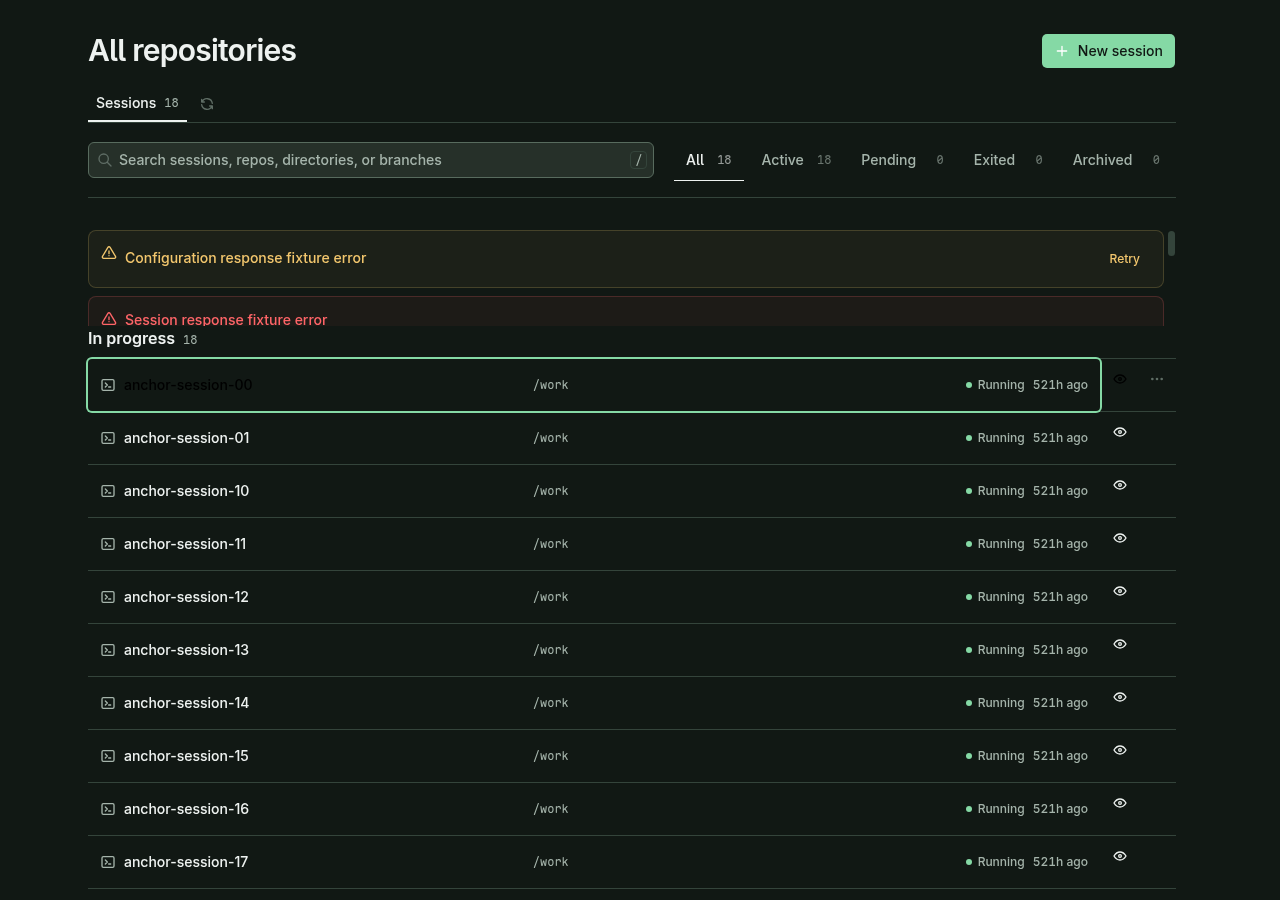 All repositories
New session
Sessions 18
Search sessions, repos, directories, or branches /
All 18 Active 18 Pending 0 Exited 0 Archived 0
Configuration response fixture error Retry
Session response fixture error
In progress 18
anchor-session-00 /work Running 521h ago
anchor-session-01 /work Running 521h ago
anchor-session-10 /work Running 521h ago
anchor-session-11 /work Running 521h ago
anchor-session-12 /work Running 521h ago
anchor-session-13 /work Running 521h ago
anchor-session-14 /work Running 521h ago
anchor-session-15 /work Running 521h ago
anchor-session-16 /work Running 521h ago
anchor-session-17 /work Running 521h ago